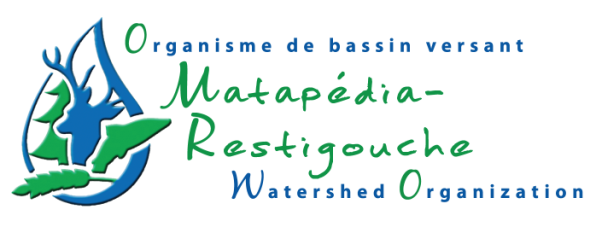 Organisme de bassin versant
Matapédia-
Restigouche
Watershed Organization